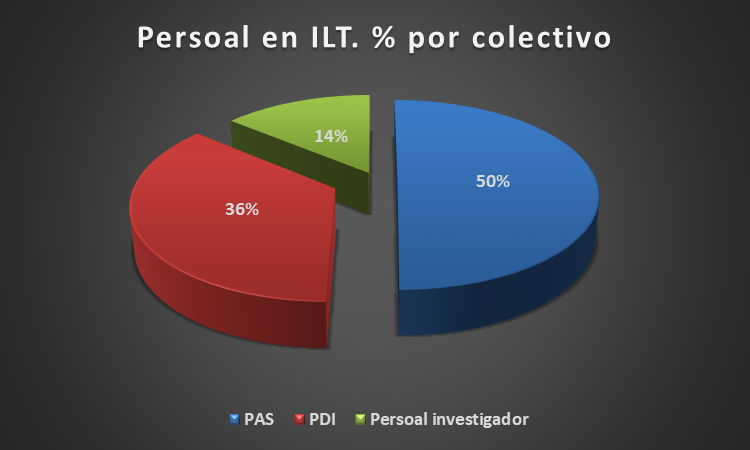 Persoal en ILT. % por colectivo
14%
50%
36%
PAS PDI Persoal investigador